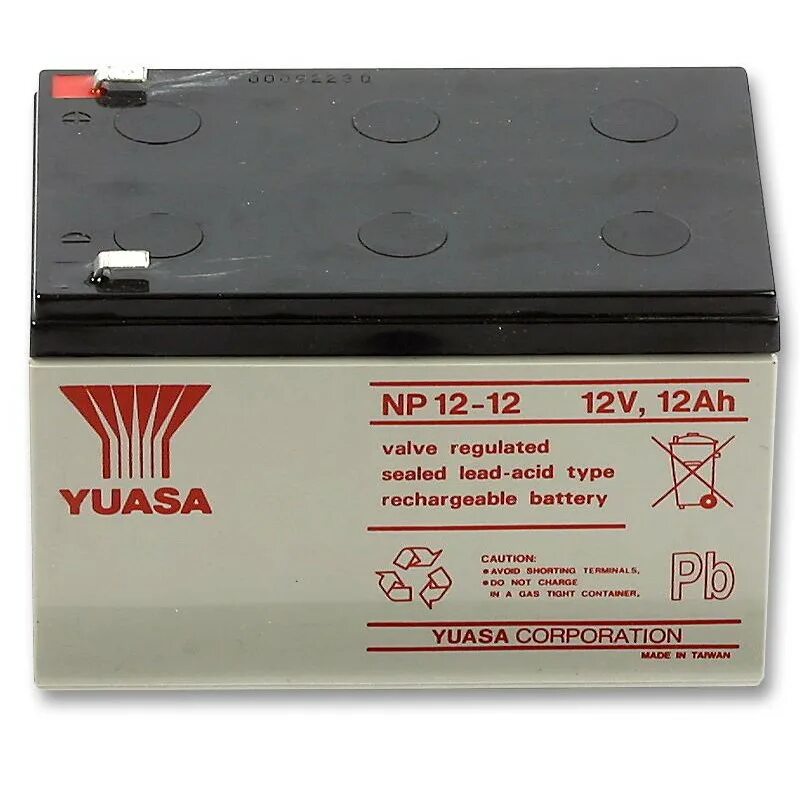 YUASA
NP 12-12 12V, 12Ah
valve regulated
sealed lead-acid type
rechargeable battery
CAUTION:
• AVOID SHORTING TERMINALS.
• DO NOT CHARGE
IN A GAS TIGHT CONTAINER.
Pb
YUASA CORPORATION
MADE IN TAIWAN